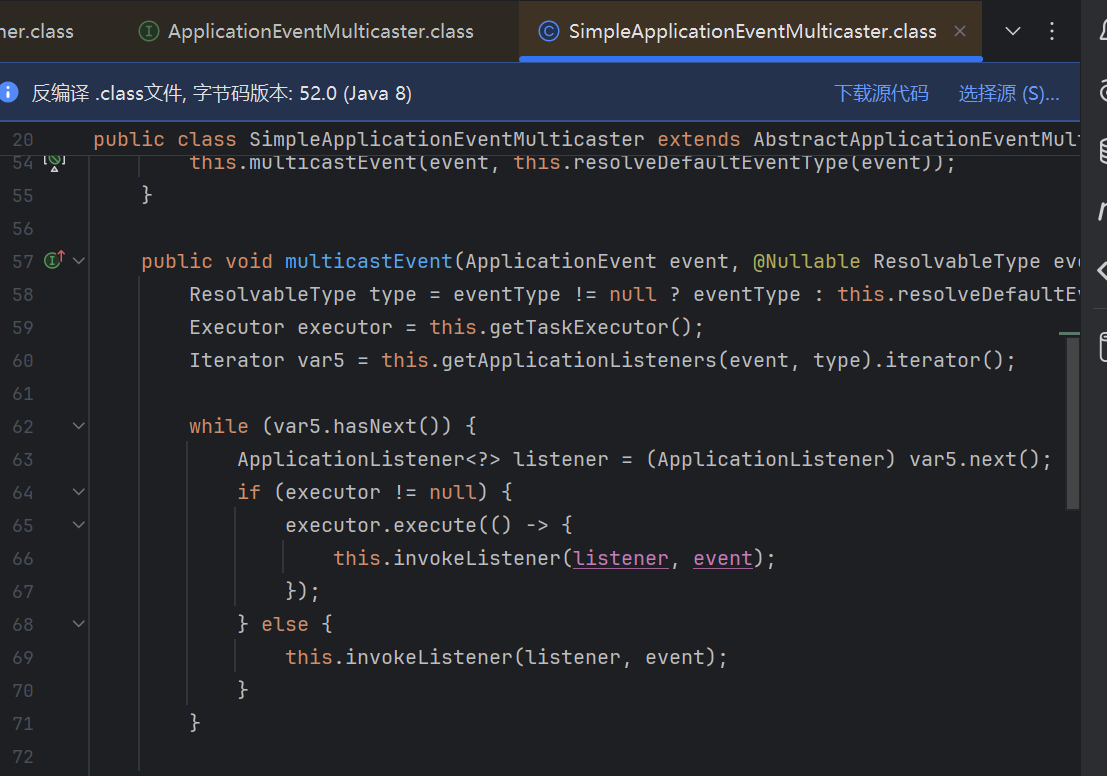 ner.class ApplicationEventMulticaster.class SimpleApplicationEventMulticaster.class
反编译 .class文件, 字节码版本: 52.0 (Java 8) 下载源代码 选择源 (S)...
20 public class SimpleApplicationEventMulticaster extends AbstractApplicationEventMul
54 this.multicastEvent(event, this.resolveDefaultEventType(event));
55 }
56
57 public void multicastEvent(ApplicationEvent event, @Nullable ResolvableType eve
58 ResolvableType type = eventType != null ? eventType : this.resolveDefaultEv
59 Executor executor = this.getTaskExecutor();
60 Iterator var5 = this.getApplicationListeners(event, type).iterator();
61
62 while (var5.hasNext()) {
63 ApplicationListener<?> listener = (ApplicationListener) var5.next();
64 if (executor != null) {
65 executor.execute(() -> {
66 this.invokeListener(listener, event);
67 });
68 } else {
69 this.invokeListener(listener, event);
70 }
71 }
72